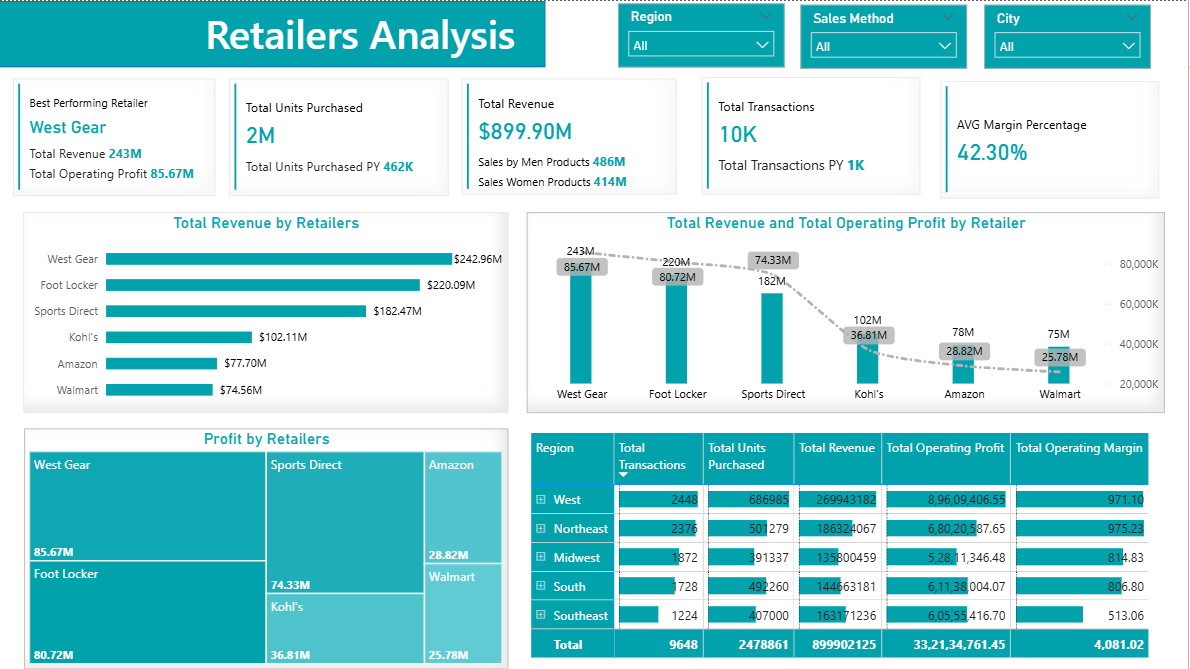 Retailers Analysis
Region
All
Sales Method
All
City
All
Best Performing Retailer
West Gear
Total Revenue 243M
Total Operating Profit 85.67M
Total Units Purchased
2M
Total Units Purchased PY 462K
Total Revenue
$899.90M
Sales by Men Products 486M
Sales Women Products 414M
Total Transactions
10K
Total Transactions PY 1K
AVG Margin Percentage
42.30%
Total Revenue by Retailers
West Gear $242.96M
Foot Locker $220.09M
Sports Direct $182.47M
Kohl's $102.11M
Amazon $77.70M
Walmart $74.56M
Total Revenue and Total Operating Profit by Retailer
243M
85.67M
220M
80.72M
74.33M
182M
102M
36.81M
78M
28.82M
75M
25.78M
80,000K
60,000K
40,000K
20,000K
West Gear Foot Locker Sports Direct Kohl's Amazon Walmart
Profit by Retailers
West Gear
85.67M
Foot Locker
80.72M
Sports Direct
74.33M
Kohl's
36.81M
Amazon
28.82M
Walmart
25.78M
Region Total Transactions Total Units Purchased Total Revenue Total Operating Profit Total Operating Margin
West 2448 686985 269943182 8,96,09,406.55 971.10
Northeast 2376 501279 186324067 6,80,20,587.65 975.23
Midwest 1872 391337 135800459 5,28,11,346.48 814.83
South 1728 492260 144663181 6,11,38,004.07 806.80
Southeast 1224 407000 163171236 6,05,55,416.70 513.06
Total 9648 2478861 899902125 33,21,34,761.45 4,081.02